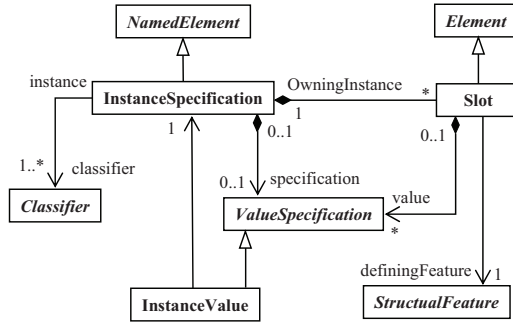 NamedElement
Element
instance
OwningInstance
InstanceSpecification
*
Slot
1
1
0..1
0..1
1..*
classifier
0..1
specification
value
Classifier
ValueSpecification
*
definingFeature
1
InstanceValue
StructualFeature